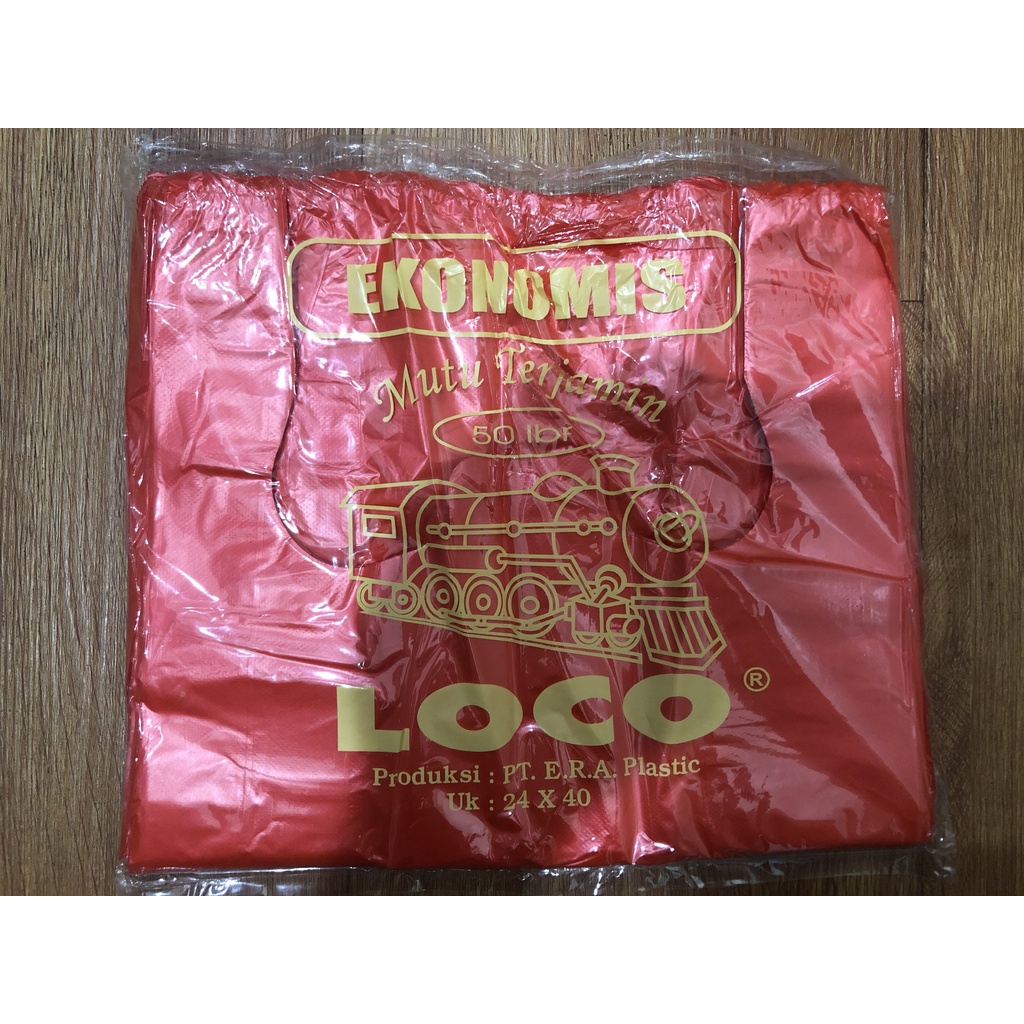 EKONOMIS
Mutu Terjamin
50 lbr
LOCO ®
Produksi : PT. E.R.A. Plastic
Uk : 24 X 40